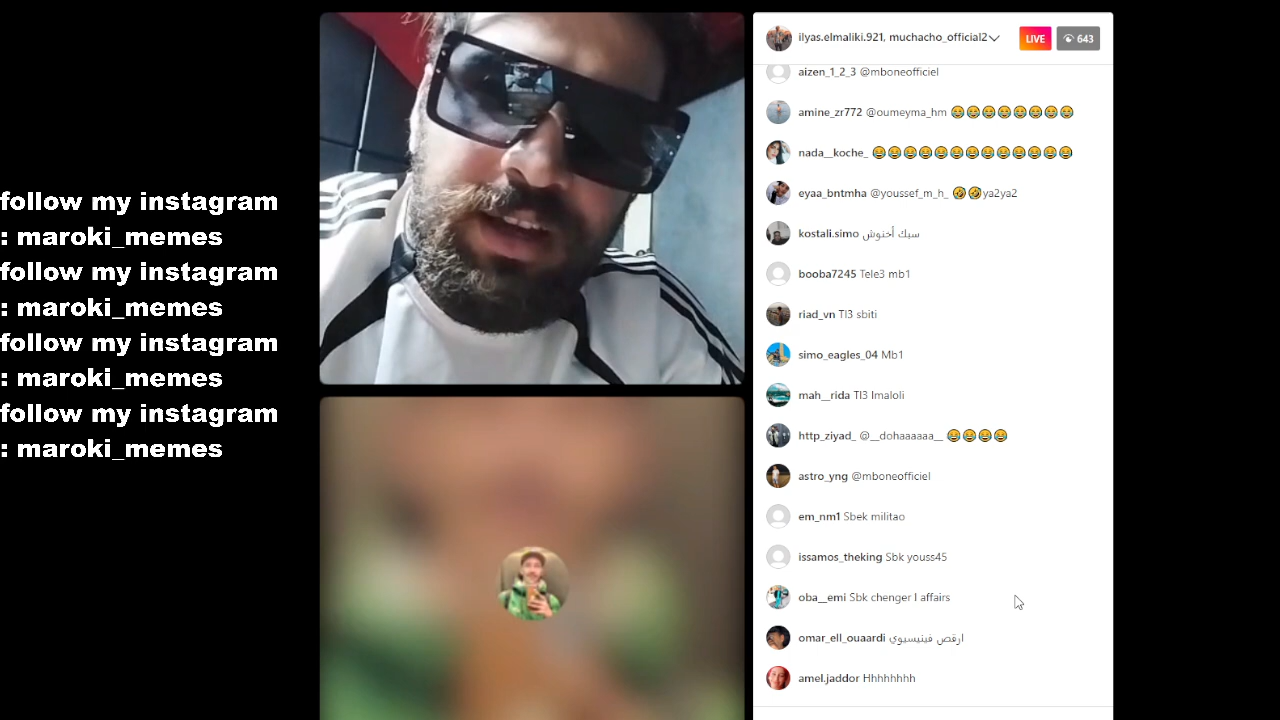 follow my instagram
: maroki_memes
follow my instagram
: maroki_memes
follow my instagram
: maroki_memes
follow my instagram
: maroki_memes
ilyas.elmaliki.921, muchacho_official2
LIVE
643
aizen_1_2_3 @mboneofficiel
amine_zr772 @oumeyma_hm 😂😂😂😂😂😂😂😂
nada__koche_ 😂😂😂😂😂😂😂😂😂😂😂😂😂
eyaa_bntmha @youssef_m_h_ 🤣🤣ya2ya2
kostali.simo سبك أخنوش
booba7245 Tele3 mb1
riad_vn Tl3 sbiti
simo_eagles_04 Mb1
mah__rida Tl3 lmaloli
http_ziyad_ @__dohaaaaaa__ 😂😂😂😂
astro_yng @mboneofficiel
em_nm1 Sbek militao
issamos_theking Sbk youss45
oba__emi Sbk chenger l affairs
omar_ell_ouaardi ارقص فينيسيوي
amel.jaddor Hhhhhhhh